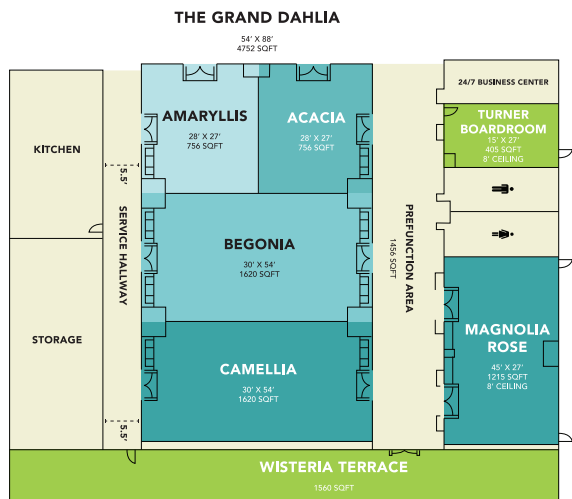 THE GRAND DAHLIA
54' X 88'
4752 SQFT
KITCHEN
STORAGE
5.5'
SERVICE HALLWAY
5.5'
AMARYLLIS
28' X 27'
756 SQFT
ACACIA
28' X 27'
756 SQFT
BEGONIA
30' X 54'
1620 SQFT
CAMELLIA
30' X 54'
1620 SQFT
PREFUNCTION AREA
1456 SQFT
24/7 BUSINESS CENTER
TURNER
BOARDROOM
15' X 27'
405 SQFT
8' CEILING
MAGNOLIA
ROSE
45' X 27'
1215 SQFT
8' CEILING
WISTERIA TERRACE
1560 SQFT